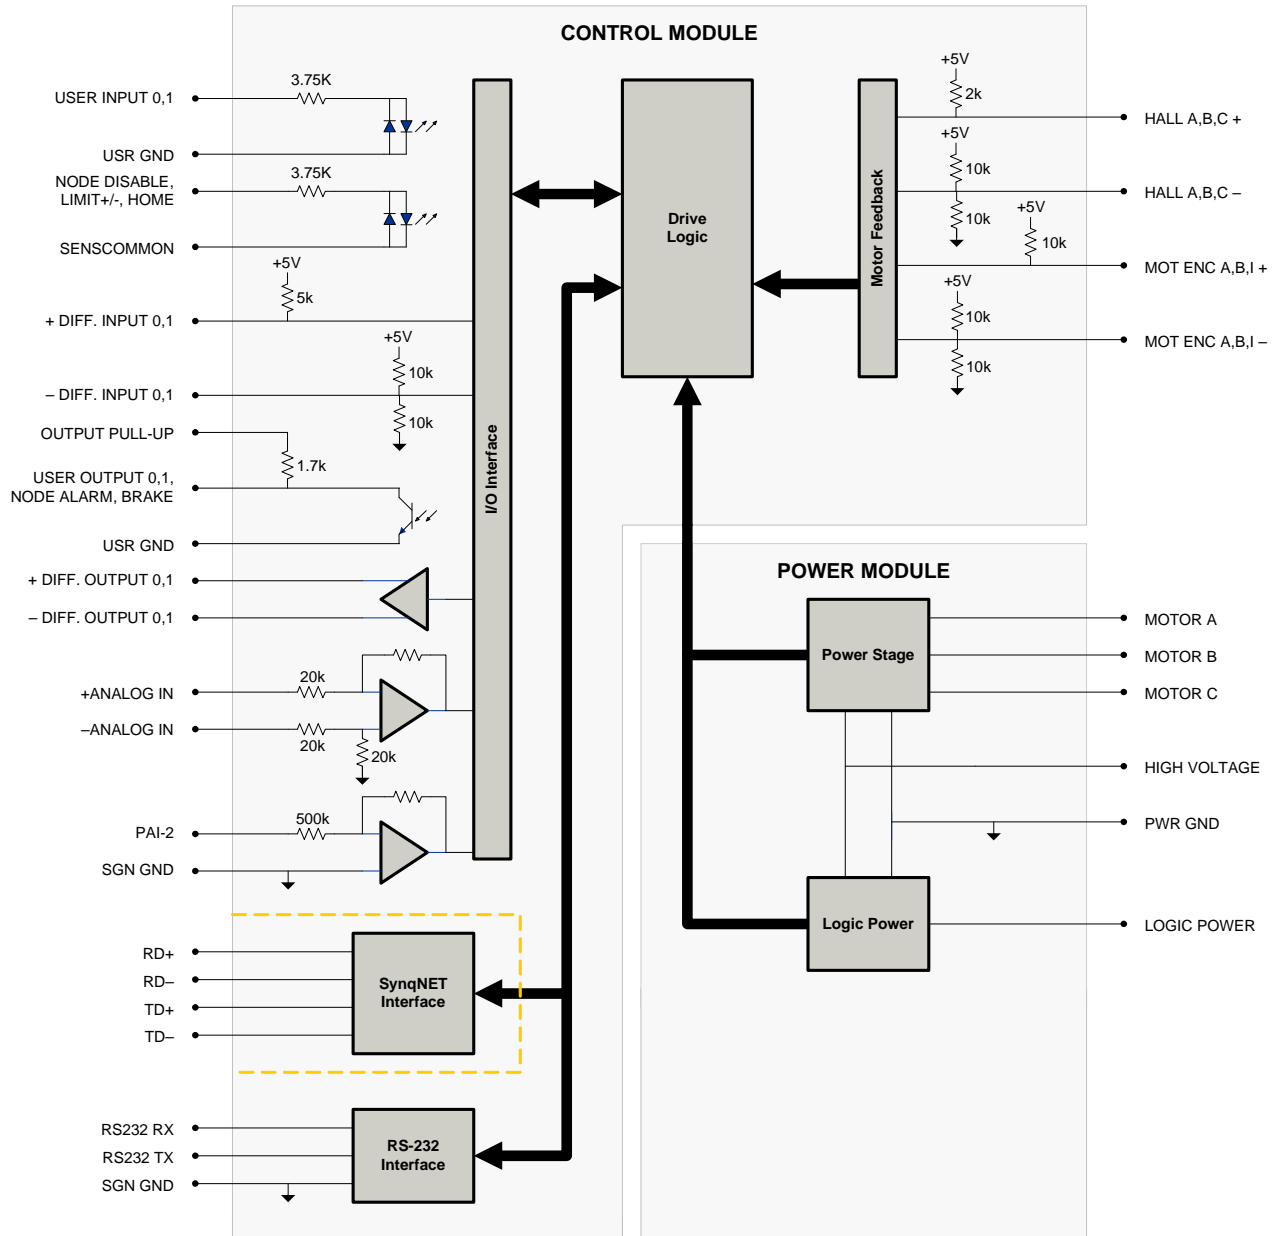 CONTROL MODULE
USER INPUT 0,1
3.75K
USR GND
NODE DISABLE,
LIMIT+/-, HOME
3.75K
SENSCOMMON
+5V
5k
+ DIFF. INPUT 0,1
+5V
10k
– DIFF. INPUT 0,1
10k
OUTPUT PULL-UP
1.7k
USER OUTPUT 0,1,
NODE ALARM, BRAKE
USR GND
+ DIFF. OUTPUT 0,1
– DIFF. OUTPUT 0,1
+ANALOG IN
20k
–ANALOG IN
20k
20k
PAI-2
500k
SGN GND
I/O Interface
RD+
RD–
TD+
TD–
SynqNET
Interface
RS232 RX
RS232 TX
SGN GND
RS-232
Interface
Drive
Logic
Motor Feedback
+5V
2k
HALL A,B,C +
+5V
10k
HALL A,B,C –
10k
+5V
10k
MOT ENC A,B,I +
+5V
10k
MOT ENC A,B,I –
10k
POWER MODULE
Power Stage
MOTOR A
MOTOR B
MOTOR C
HIGH VOLTAGE
PWR GND
Logic Power
LOGIC POWER